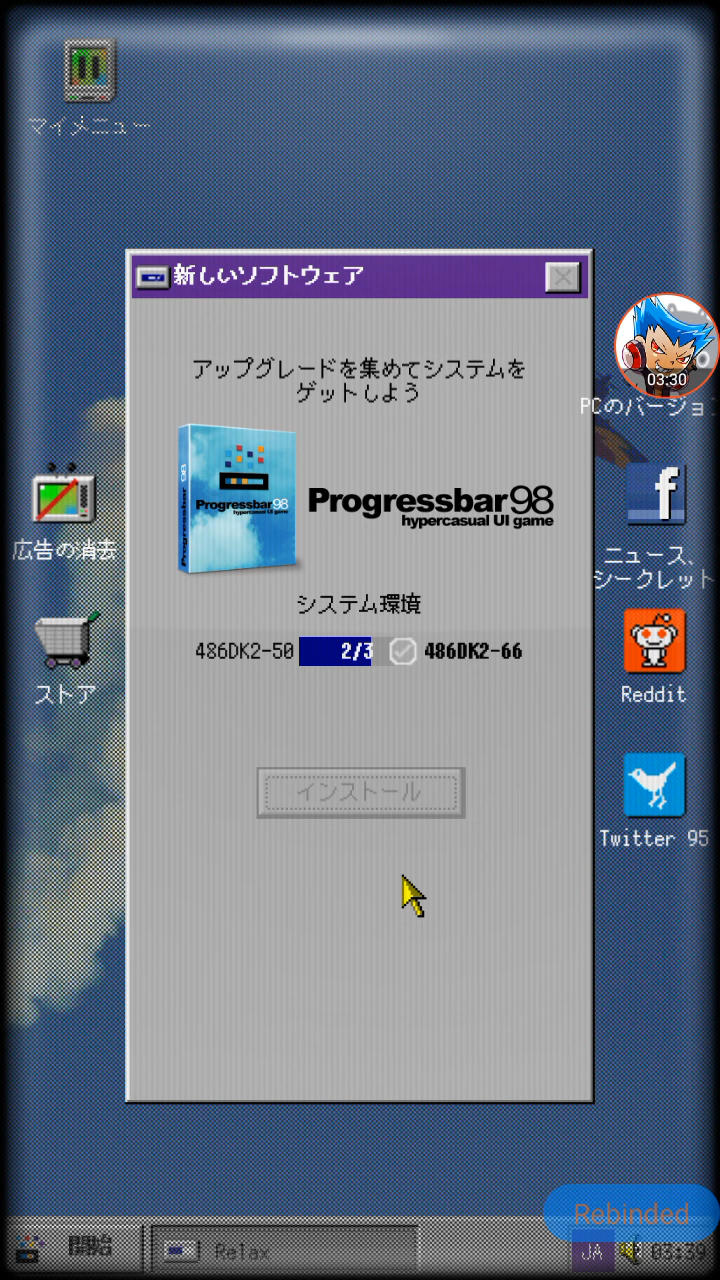 マイメニュー
新しいソフトウェア
アップグレードを集めてシステムを
ゲットしよう
03:30
PCのバージョ
Progressbar98
Progressbar98
hypercasual UI game
Progressbar98
hypercasual UI game
広告の消去
ニュース、
シークレット
システム環境
486DK2-50 2/3 486DK2-66
ストア
Reddit
インストール
Twitter 95
Rebinded
開始
Relax
JA
03:39